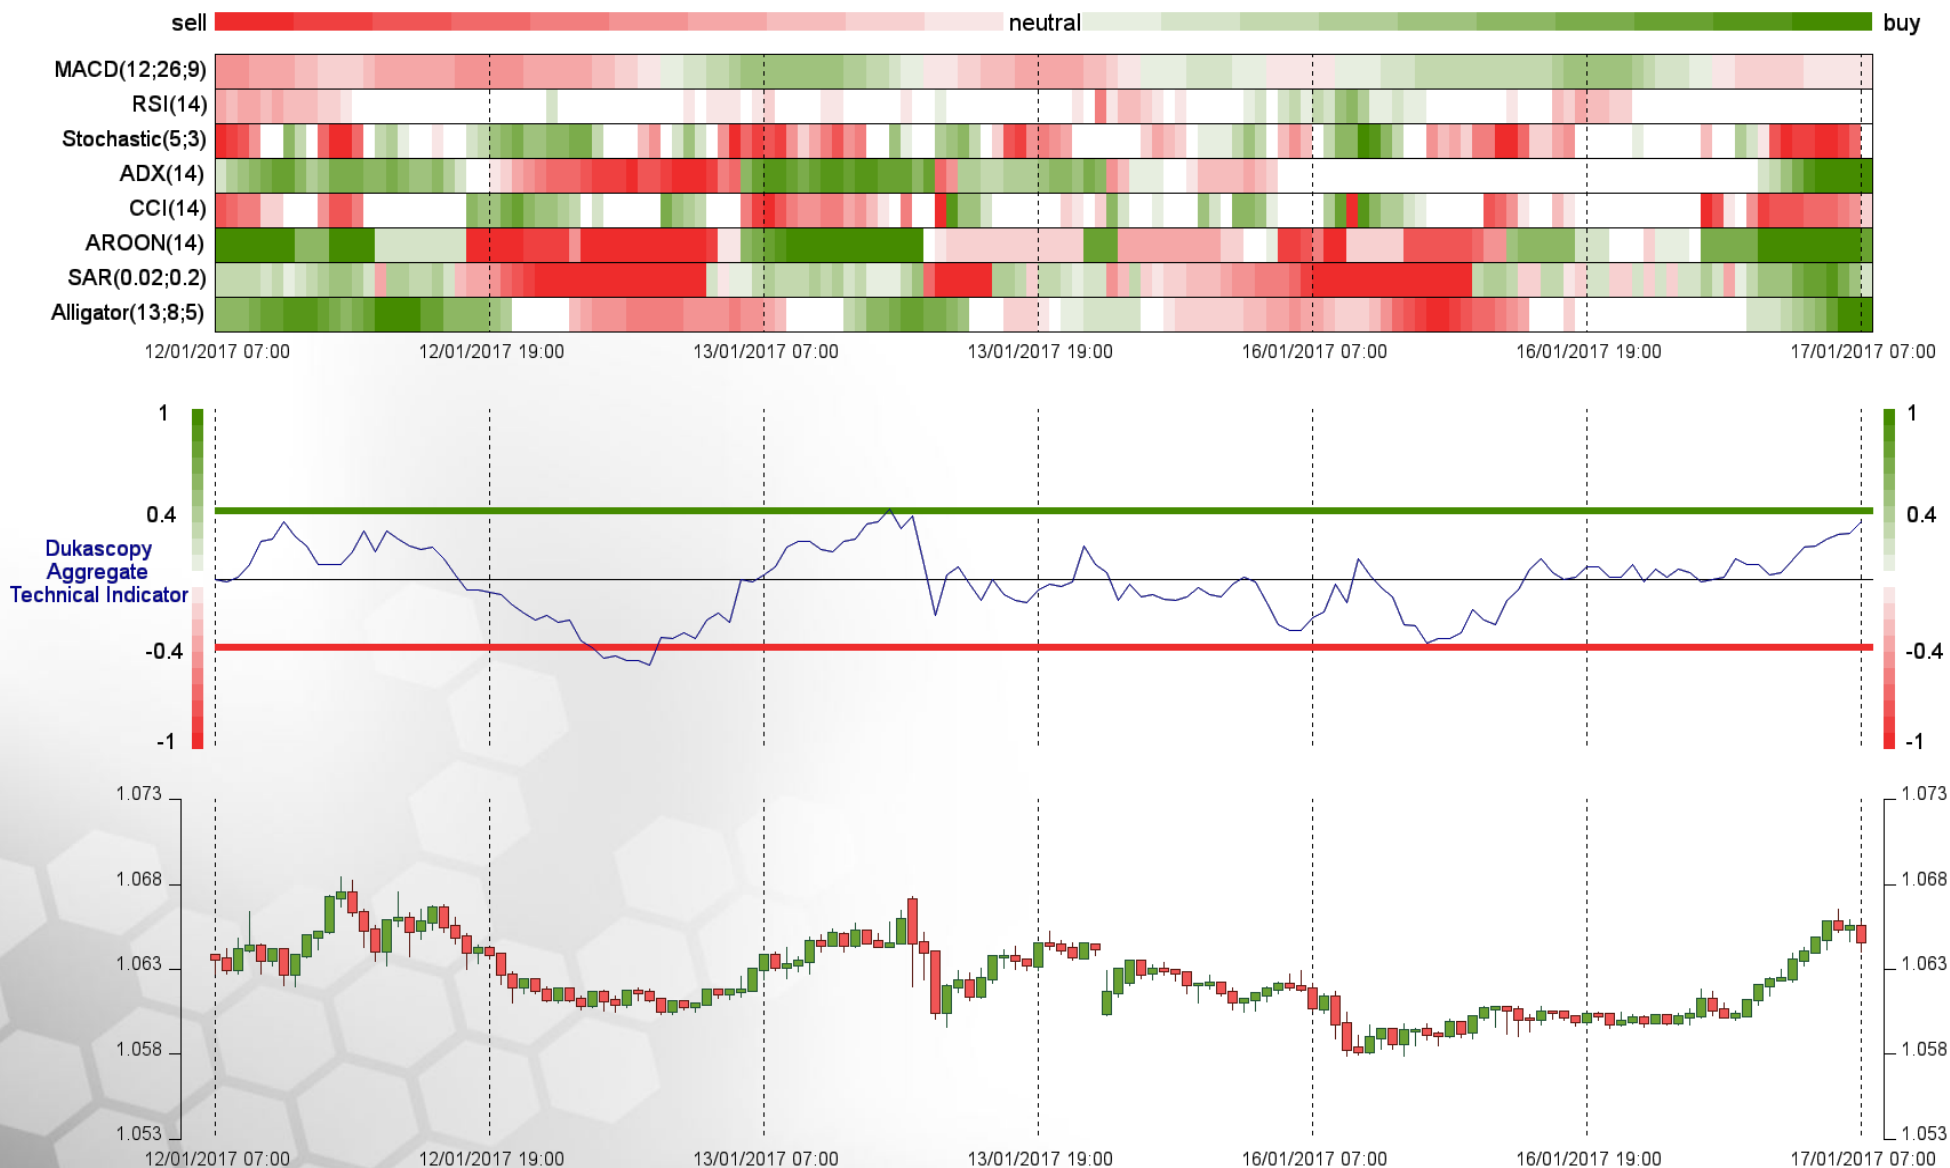 sell neutral buy
MACD(12;26;9)
RSI(14)
Stochastic(5;3)
ADX(14)
CCI(14)
AROON(14)
SAR(0.02;0.2)
Alligator(13;8;5)
12/01/2017 07:00 12/01/2017 19:00 13/01/2017 07:00 13/01/2017 19:00 16/01/2017 07:00 16/01/2017 19:00 17/01/2017 07:00
1 1
0.4 0.4
Dukascopy
Aggregate
Technical Indicator
-0.4 -0.4
-1 -1
1.073 1.073
1.068 1.068
1.063 1.063
1.058 1.058
1.053 1.053
12/01/2017 07:00 12/01/2017 19:00 13/01/2017 07:00 13/01/2017 19:00 16/01/2017 07:00 16/01/2017 19:00 17/01/2017 07:00